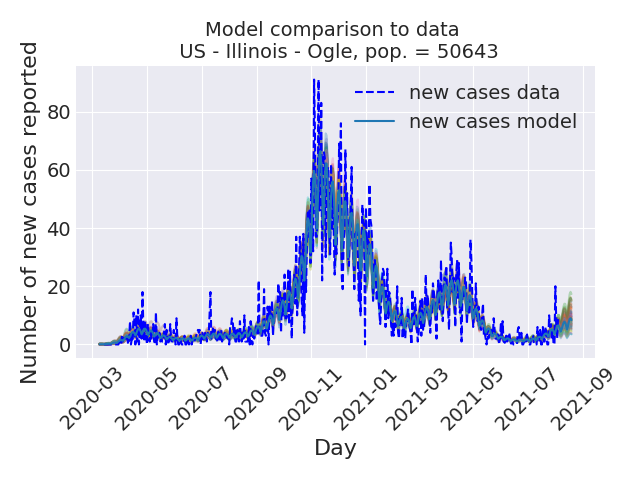 Model comparison to data
US - Illinois - Ogle, pop. = 50643
Number of new cases reported
80
60
40
20
0
new cases data
new cases model
2020-03
2020-05
2020-07
2020-09
2020-11
2021-01
2021-03
2021-05
2021-07
2021-09
Day